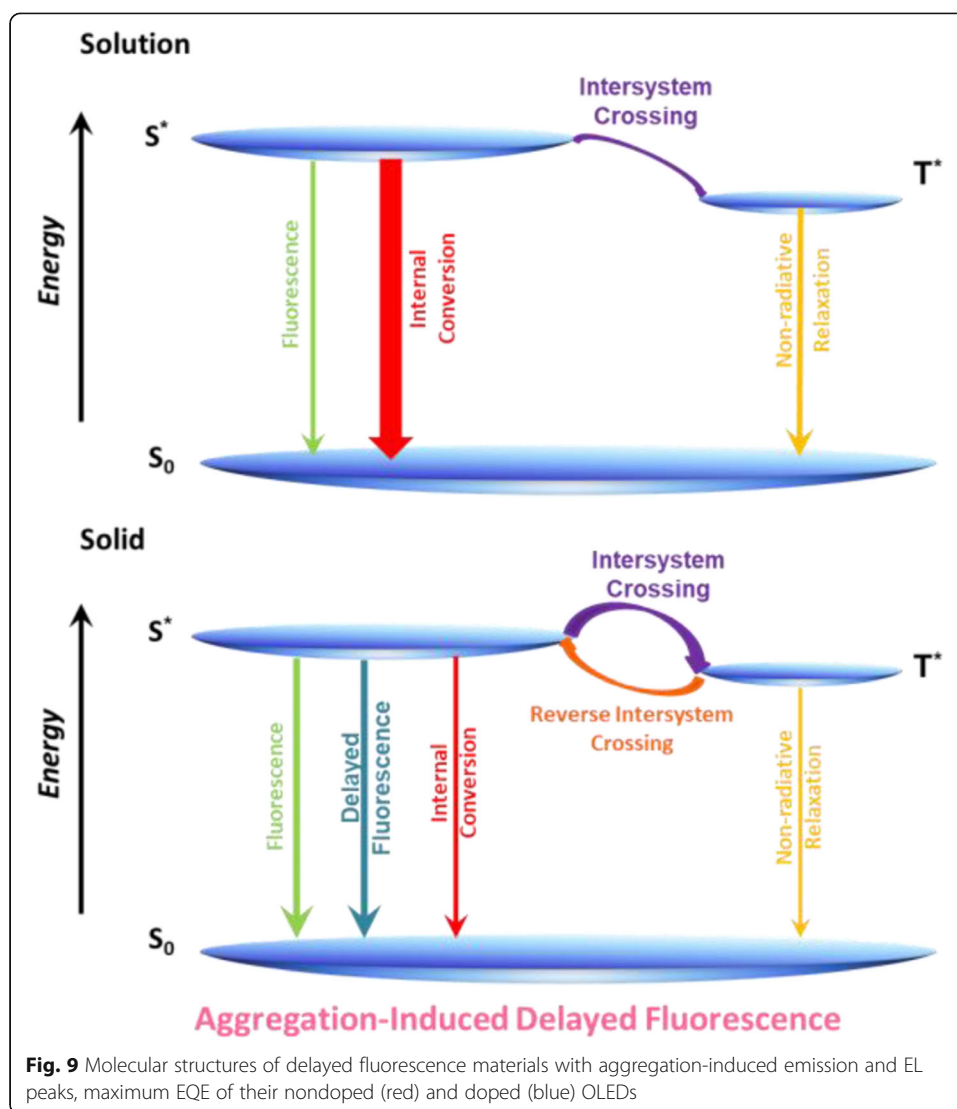 Solution
Intersystem
Crossing
S*
T*
Energy
Fluorescence
Internal
Conversion
Non-radiative
Relaxation
S₀
Solid
Intersystem
Crossing
S*
T*
Reverse Intersystem
Crossing
Energy
Fluorescence
Delayed
Fluorescence
Internal
Conversion
Non-radiative
Relaxation
S₀
Aggregation-Induced Delayed Fluorescence
Fig. 9 Molecular structures of delayed fluorescence materials with aggregation-induced emission and EL
peaks, maximum EQE of their nondoped (red) and doped (blue) OLEDs